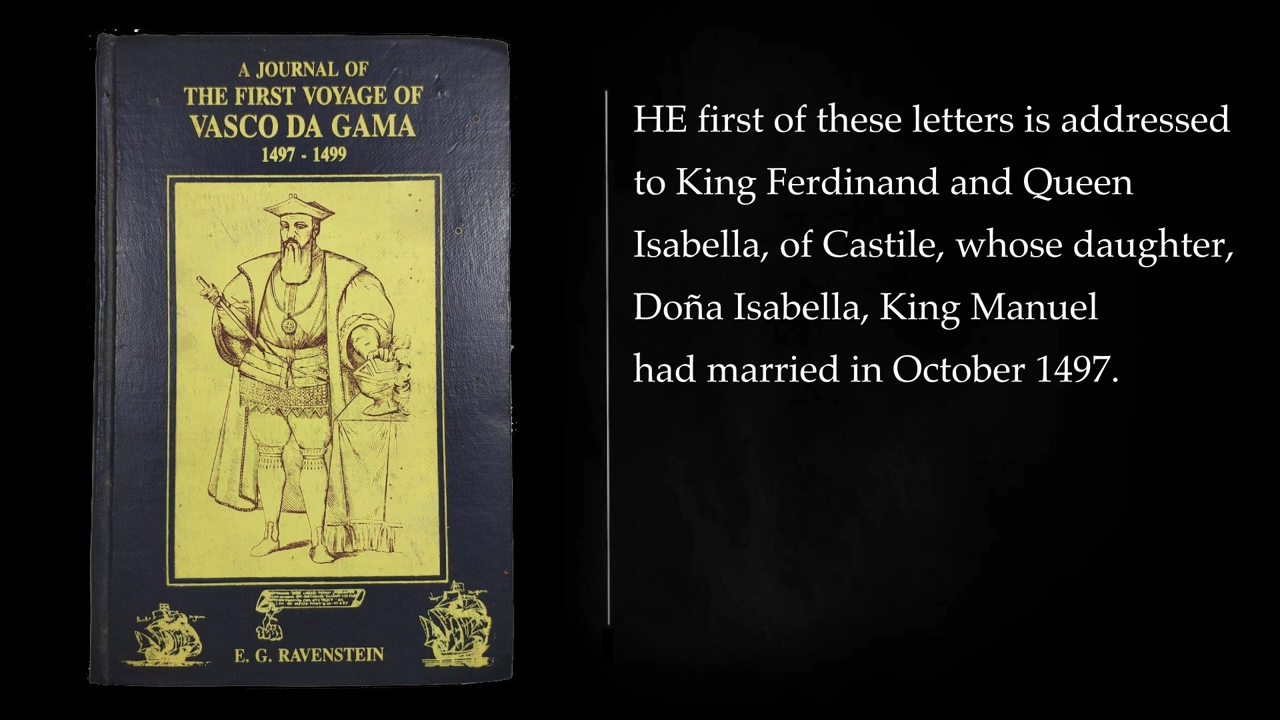 A JOURNAL OF
THE FIRST VOYAGE OF
VASCO DA GAMA
1497 - 1499
E. G. RAVENSTEIN
HE first of these letters is addressed
to King Ferdinand and Queen
Isabella, of Castile, whose daughter,
Doña Isabella, King Manuel
had married in October 1497.